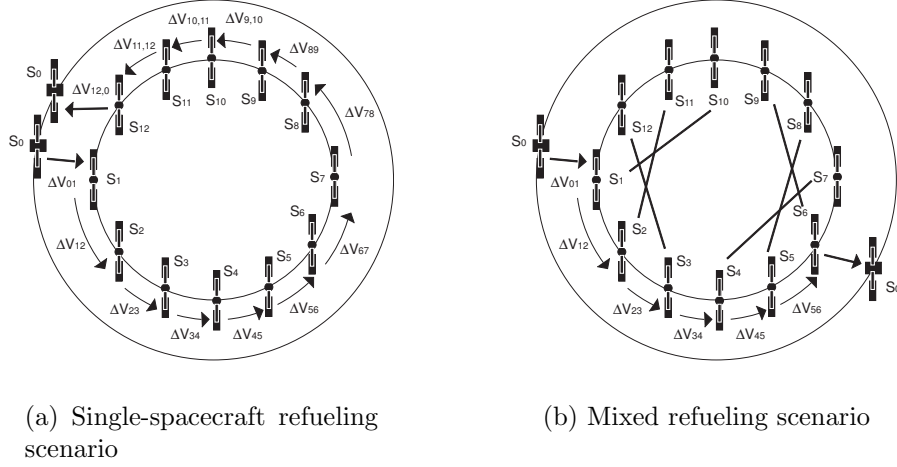 ΔV10,11
ΔV9,10
ΔV11,12
ΔV89
S0
ΔV12,0
S11
S10
S9
S12
S8
ΔV78
S0
ΔV01
S1
S7
S2
S6
ΔV12
S3
S4
S5
ΔV67
ΔV23
ΔV34
ΔV45
ΔV56
(a) Single-spacecraft refueling
scenario
S11
S10
S9
S12
S8
S0
ΔV01
S1
S7
S2
S6
ΔV12
S3
S4
S5
S0
ΔV23
ΔV34
ΔV45
ΔV56
(b) Mixed refueling scenario